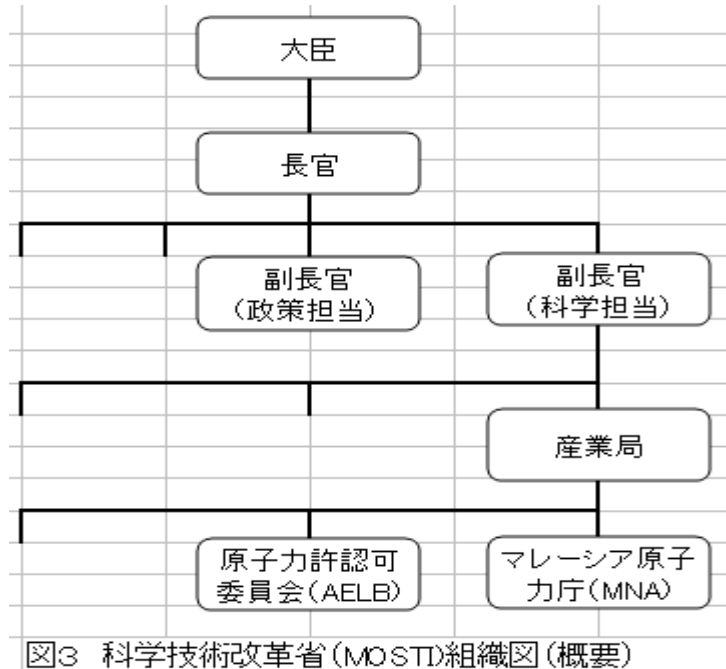 大臣
長官
副長官
(政策担当)
副長官
(科学担当)
産業局
原子力許認可
委員会(AELB)
マレーシア原子
力庁(MNA)
図3 科学技術改革省(MOSTI)組織図(概要)